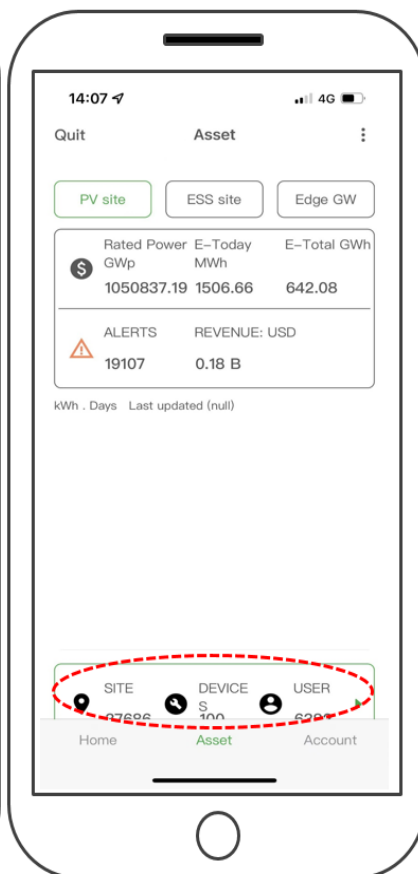 14:07 4G
Quit Asset
PV site ESS site Edge GW
Rated Power E-Today E-Total GWh
GWp MWh
1050837.19 1506.66 642.08
ALERTS REVENUE: USD
19107 0.18 B
kWh . Days Last updated (null)
SITE DEVICE USER
S
100
Home Asset Account